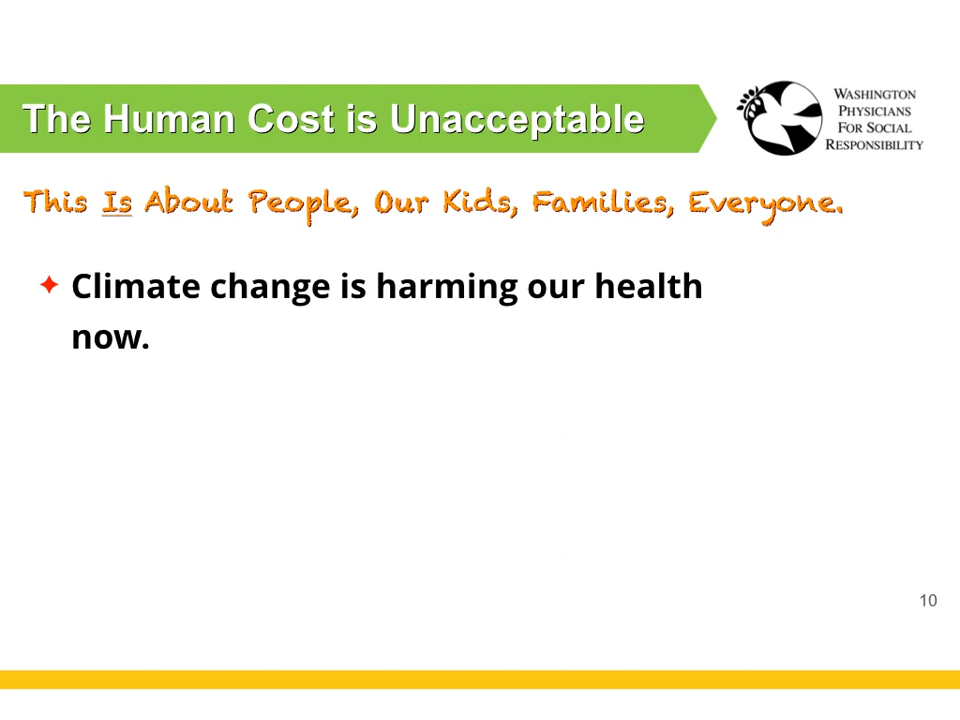 The Human Cost is Unacceptable
WASHINGTON
PHYSICIANS
FOR SOCIAL
RESPONSIBILITY
This Is About People, Our Kids, Families, Everyone.
Climate change is harming our health
now.
10